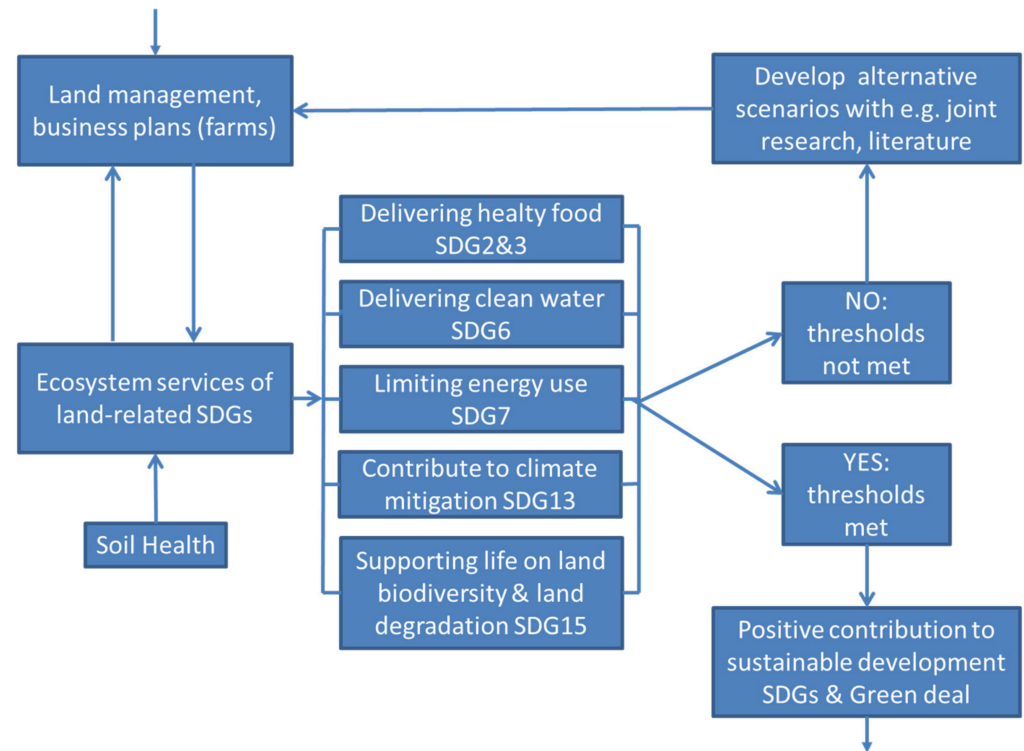 Land management,
business plans (farms)
Develop alternative
scenarios with e.g. joint
research, literature
Delivering healty food
SDG2&3
Delivering clean water
SDG6
Limiting energy use
SDG7
Contribute to climate
mitigation SDG13
Supporting life on land
biodiversity & land
degradation SDG15
Ecosystem services of
land-related SDGs
Soil Health
NO:
thresholds
not met
YES:
thresholds
met
Positive contribution to
sustainable development
SDGs & Green deal